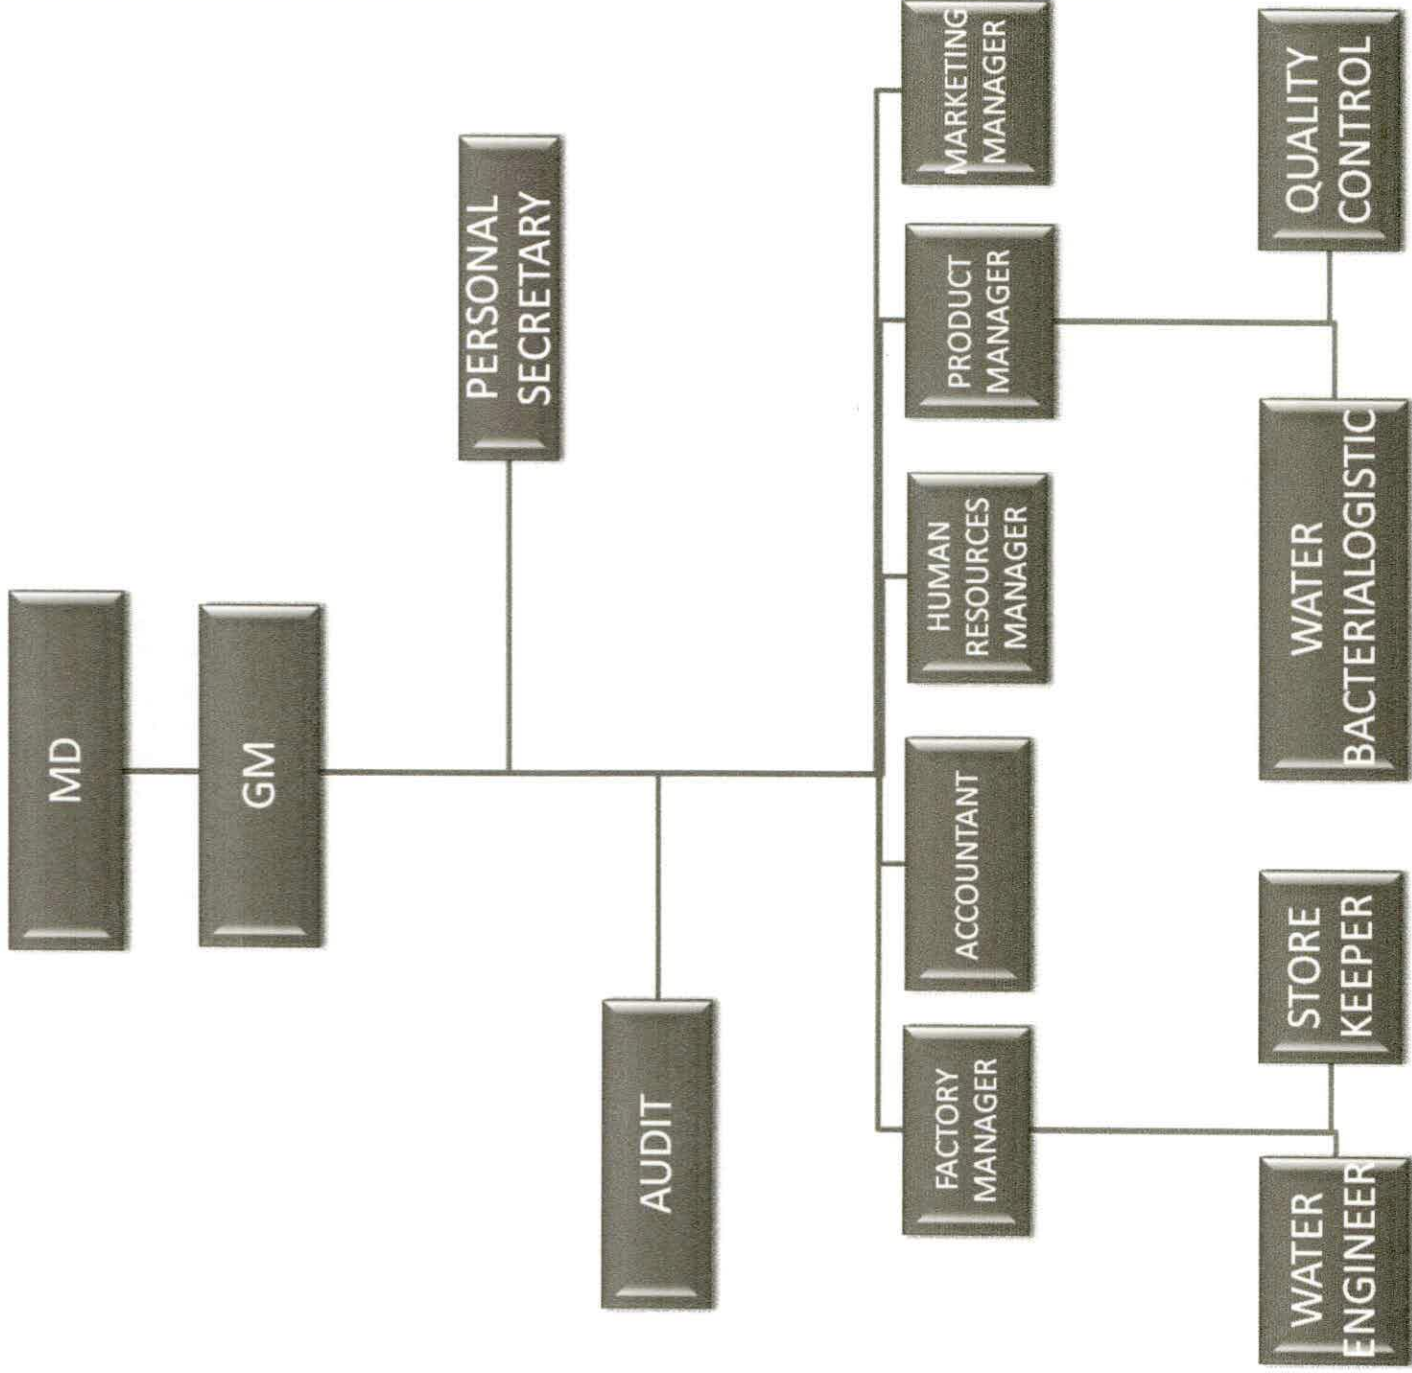 MD
GM
PERSONAL
SECRETARY
AUDIT
FACTORY
MANAGER
ACCOUNTANT
HUMAN
RESOURCES
MANAGER
PRODUCT
MANAGER
MARKETING
MANAGER
WATER
ENGINEER
STORE
KEEPER
WATER
BACTERIALOGISTIC
QUALITY
CONTROL